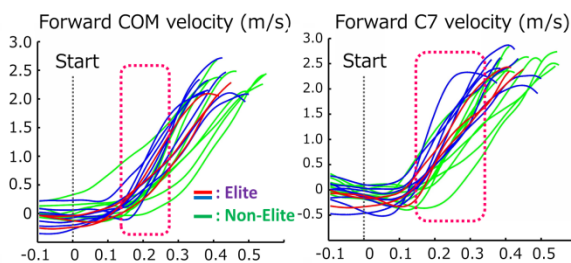 Forward COM velocity (m/s)
3.0
2.5
2.0
1.5
1.0
0.5
0
Start
: Elite
: Non-Elite
-0.1 0 0.1 0.2 0.3 0.4 0.5
Forward C7 velocity (m/s)
3.0
2.5
2.0
1.5
1.0
0.5
0
-0.5
Start
-0.1 0 0.1 0.2 0.3 0.4 0.5